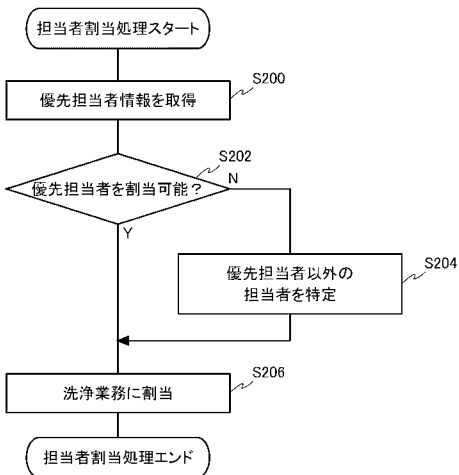 担当者割当処理スタート
S200
優先担当者情報を取得
S202
優先担当者を割当可能？
N
Y
S204
優先担当者以外の
担当者を特定
S206
洗浄業務に割当
担当者割当処理エンド